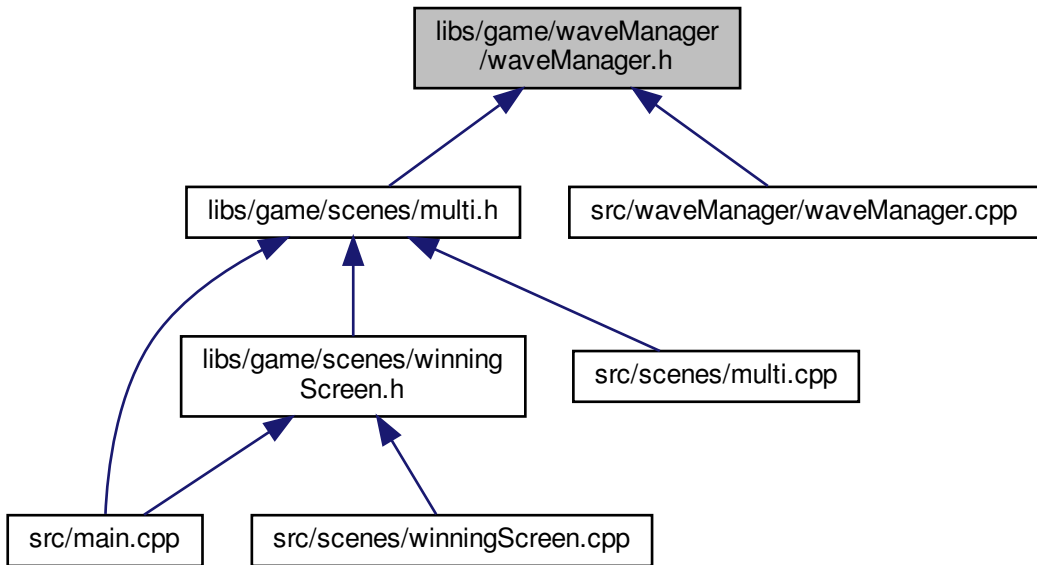 libs/game/waveManager
/waveManager.h
libs/game/scenes/multi.h
src/waveManager/waveManager.cpp
libs/game/scenes/winning
Screen.h
src/scenes/multi.cpp
src/main.cpp
src/scenes/winningScreen.cpp